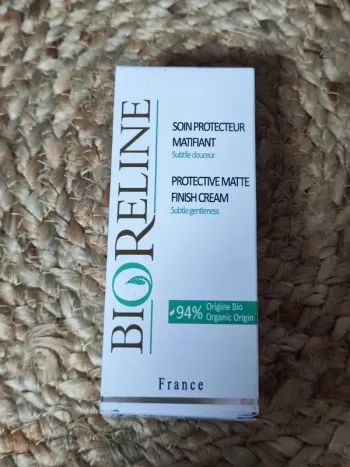 BIORELINE
SOIN PROTECTEUR
MATIFIANT
Subtile douceur
PROTECTIVE MATTE
FINISH CREAM
Subtle gentleness
94% Origine Bio
Organic Origin
France